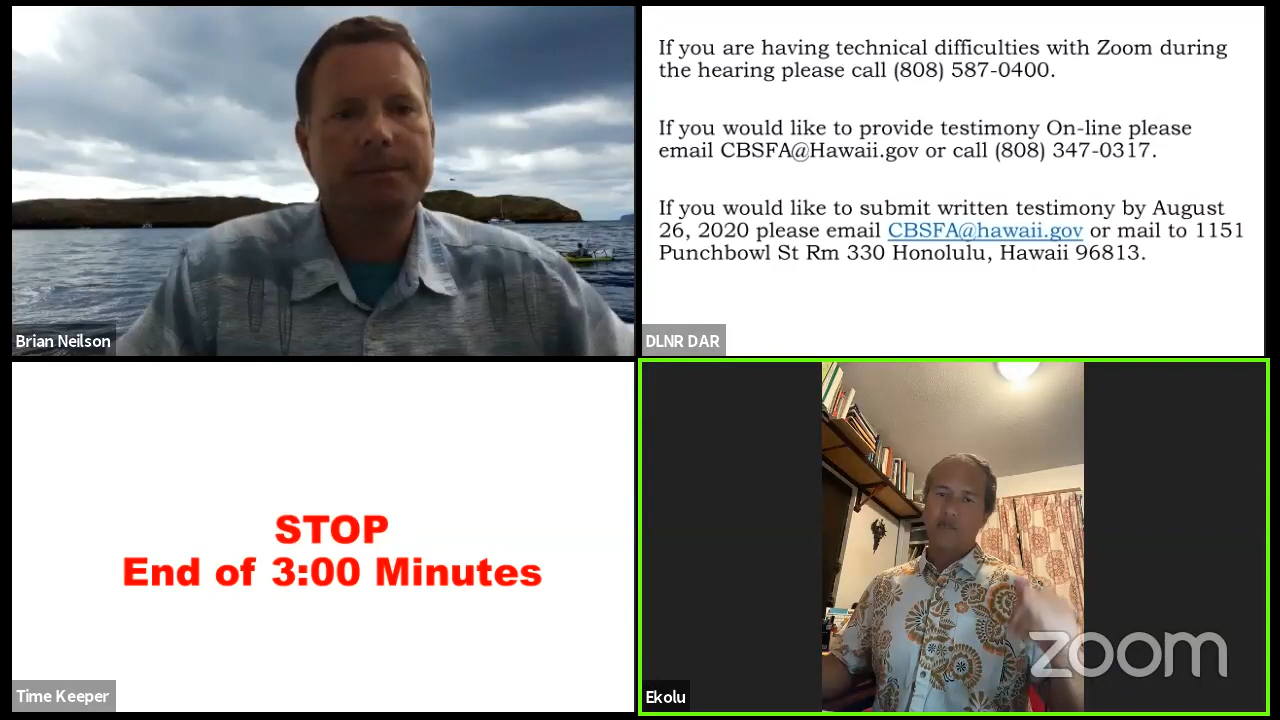 If you are having technical difficulties with Zoom during
the hearing please call (808) 587-0400.
If you would like to provide testimony On-line please
email CBSFA@Hawaii.gov or call (808) 347-0317.
If you would like to submit written testimony by August
26, 2020 please email CBSFA@hawaii.gov or mail to 1151
Punchbowl St Rm 330 Honolulu, Hawaii 96813.
Brian Neilson
DLNR DAR
STOP
End of 3:00 Minutes
zoom
Time Keeper
Ekolu